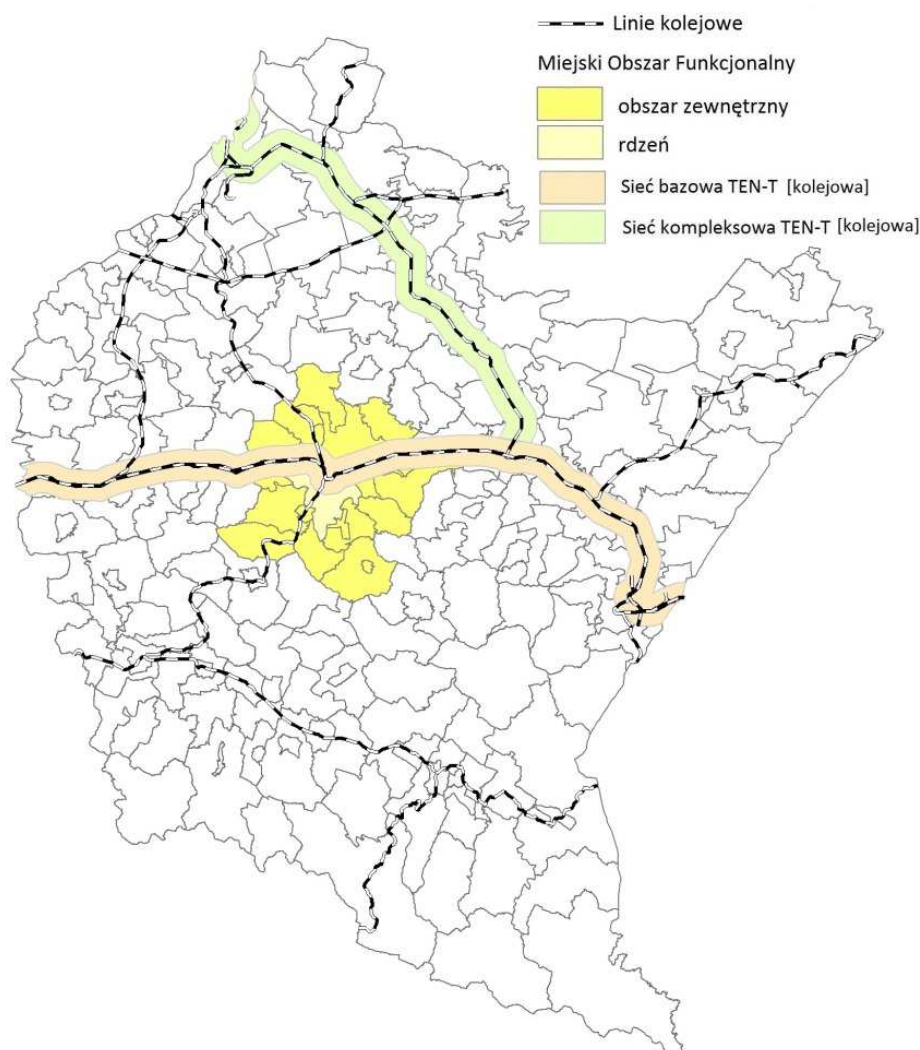 Linie kolejowe
Miejski Obszar Funkcjonalny
obszar zewnętrzny
rdzeń
Sieć bazowa TEN-T [kolejowa]
Sieć kompleksowa TEN-T [kolejowa]